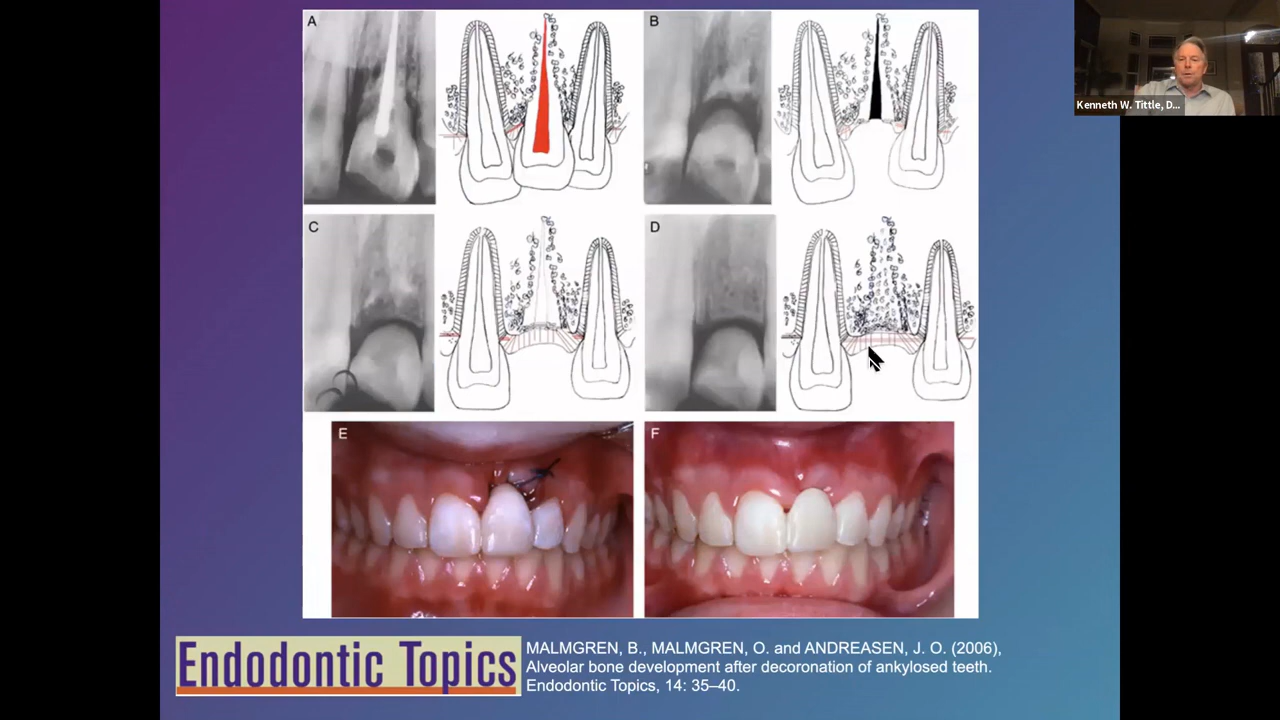 A
B
Kenneth W. Tittle, D...
C
D
E
F
Endodontic Topics
MALMGREN, B., MALMGREN, O. and ANDREASEN, J. O. (2006),
Alveolar bone development after decoronation of ankylosed teeth.
Endodontic Topics, 14: 35–40.